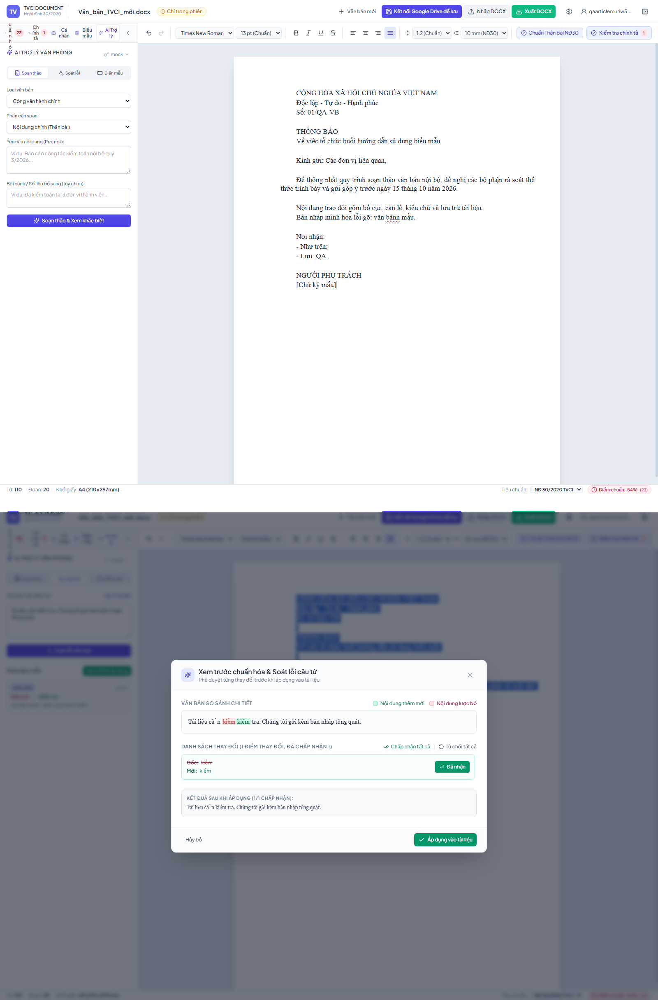 TV
TVCI DOCUMENT
Nghị định 30/2020
Văn_bản_TVCI_mới.docx
Chỉ trong phiên
Văn bản mới
Kết nối Google Drive để lưu
Nhập DOCX
Xuất DOCX
qaarticlemuriw5...
23
Chính tả 1
Cá nhân
Biểu mẫu
AI Trợ lý
Times New Roman
13 pt (Chuẩn)
B I U S
1.2 (Chuẩn)
10 mm (NĐ30)
Chuẩn Thân bài NĐ30
Kiểm tra chính tả 1
AI TRỢ LÝ VĂN PHÒNG
mock
Soạn thảo
Soát lỗi
Điền mẫu
Loại văn bản:
Công văn hành chính
Phần cần soạn:
Nội dung chính (Thân bài)
Yêu cầu nội dung (Prompt):
Ví dụ: Báo cáo công tác kiểm toán nội bộ quý
3/2026...
Bối cảnh / Số liệu bổ sung (tùy chọn):
Ví dụ: Đã kiểm toán tại 3 đơn vị thành viên...
Soạn thảo & Xem khác biệt
CỘNG HÒA XÃ HỘI CHỦ NGHĨA VIỆT NAM
Độc lập - Tự do - Hạnh phúc
Số: 01/QA-VB
THÔNG BÁO
Về việc tổ chức buổi hướng dẫn sử dụng biểu mẫu
Kính gửi: Các đơn vị liên quan,
Để thống nhất quy trình soạn thảo văn bản nội bộ, đề nghị các bộ phận rà soát thể
thức trình bày và gửi góp ý trước ngày 15 tháng 10 năm 2026.
Nội dung trao đổi gồm bố cục, căn lề, kiểu chữ và lưu trữ tài liệu.
Bản nháp minh họa lỗi gõ: văn bảnn mẫu.
Nơi nhận:
- Như trên;
- Lưu: QA.
NGƯỜI PHỤ TRÁCH
[Chữ ký mẫu]
Từ: 110
Đoạn: 20
Khổ giấy: A4 (210×297mm)
Tiêu chuẩn:
NĐ 30/2020 TVCI
Điểm chuẩn: 54% (23)
Xem trước chuẩn hóa & Soát lỗi câu từ
Phê duyệt từng thay đổi trước khi áp dụng vào tài liệu
VĂN BẢN SO SÁNH CHI TIẾT
Nội dung thêm mới
Nội dung lược bỏ
Tài liệu câ`n kiễm kiểm tra. Chúng tôi gửi kèm bản nháp tổng quát.
DANH SÁCH THAY ĐỔI (1 ĐIỂM THAY ĐỔI, ĐÃ CHẤP NHẬN 1)
Chấp nhận tất cả
Từ chối tất cả
Gốc: kiễm
Mới: kiểm
Đã nhận
KẾT QUẢ SAU KHI ÁP DỤNG (1/1 CHẤP NHẬN):
Tài liệu câ`n kiểm tra. Chúng tôi gửi kèm bản nháp tổng quát.
Hủy bỏ
Áp dụng vào tài liệu